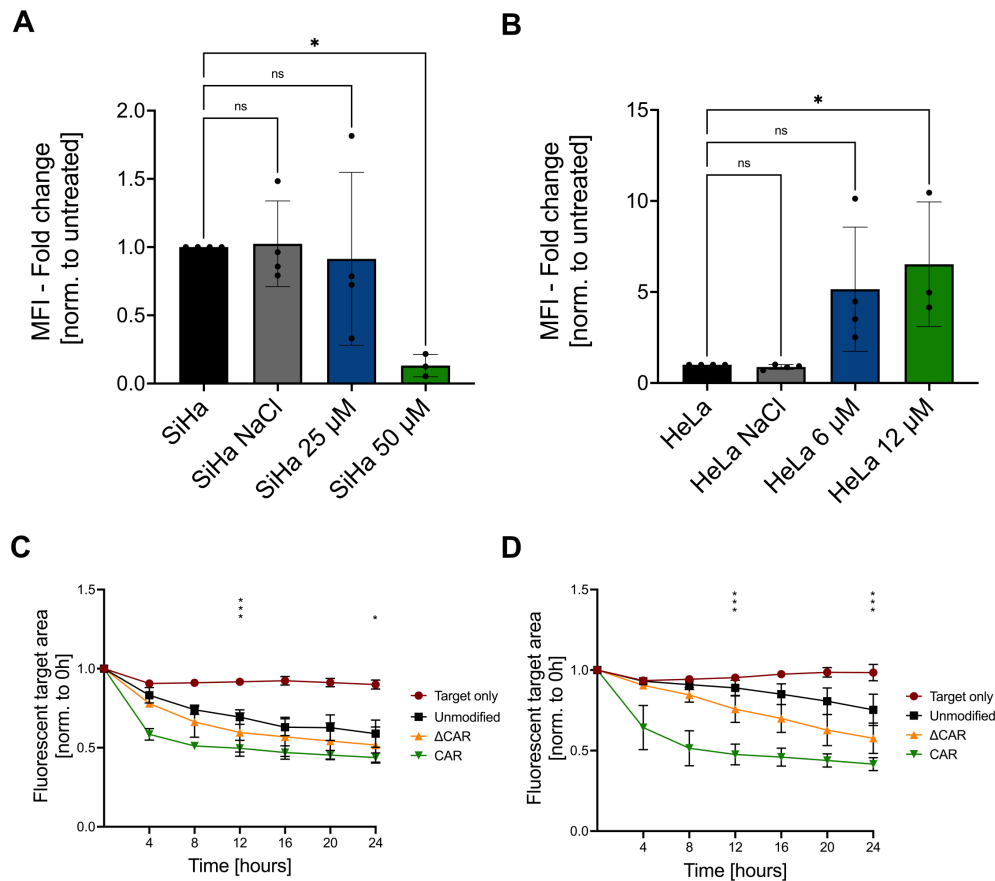 A
B
*
ns
ns
2.0
1.5
1.0
0.5
0.0
MFI - Fold change
[norm. to untreated]
SiHa
SiHa NaCl
SiHa 25 µM
SiHa 50 µM
*
ns
ns
15
10
5
0
MFI - Fold change
[norm. to untreated]
HeLa
HeLa NaCl
HeLa 6 µM
HeLa 12 µM
C
D
1.5
1.0
0.5
0.0
Fluorescent target area
[norm. to 0h]
***
*
4 8 12 16 20 24
Time [hours]
Target only
Unmodified
ΔCAR
CAR
1.5
1.0
0.5
0.0
Fluorescent target area
[norm. to 0h]
***
***
4 8 12 16 20 24
Time [hours]
Target only
Unmodified
ΔCAR
CAR